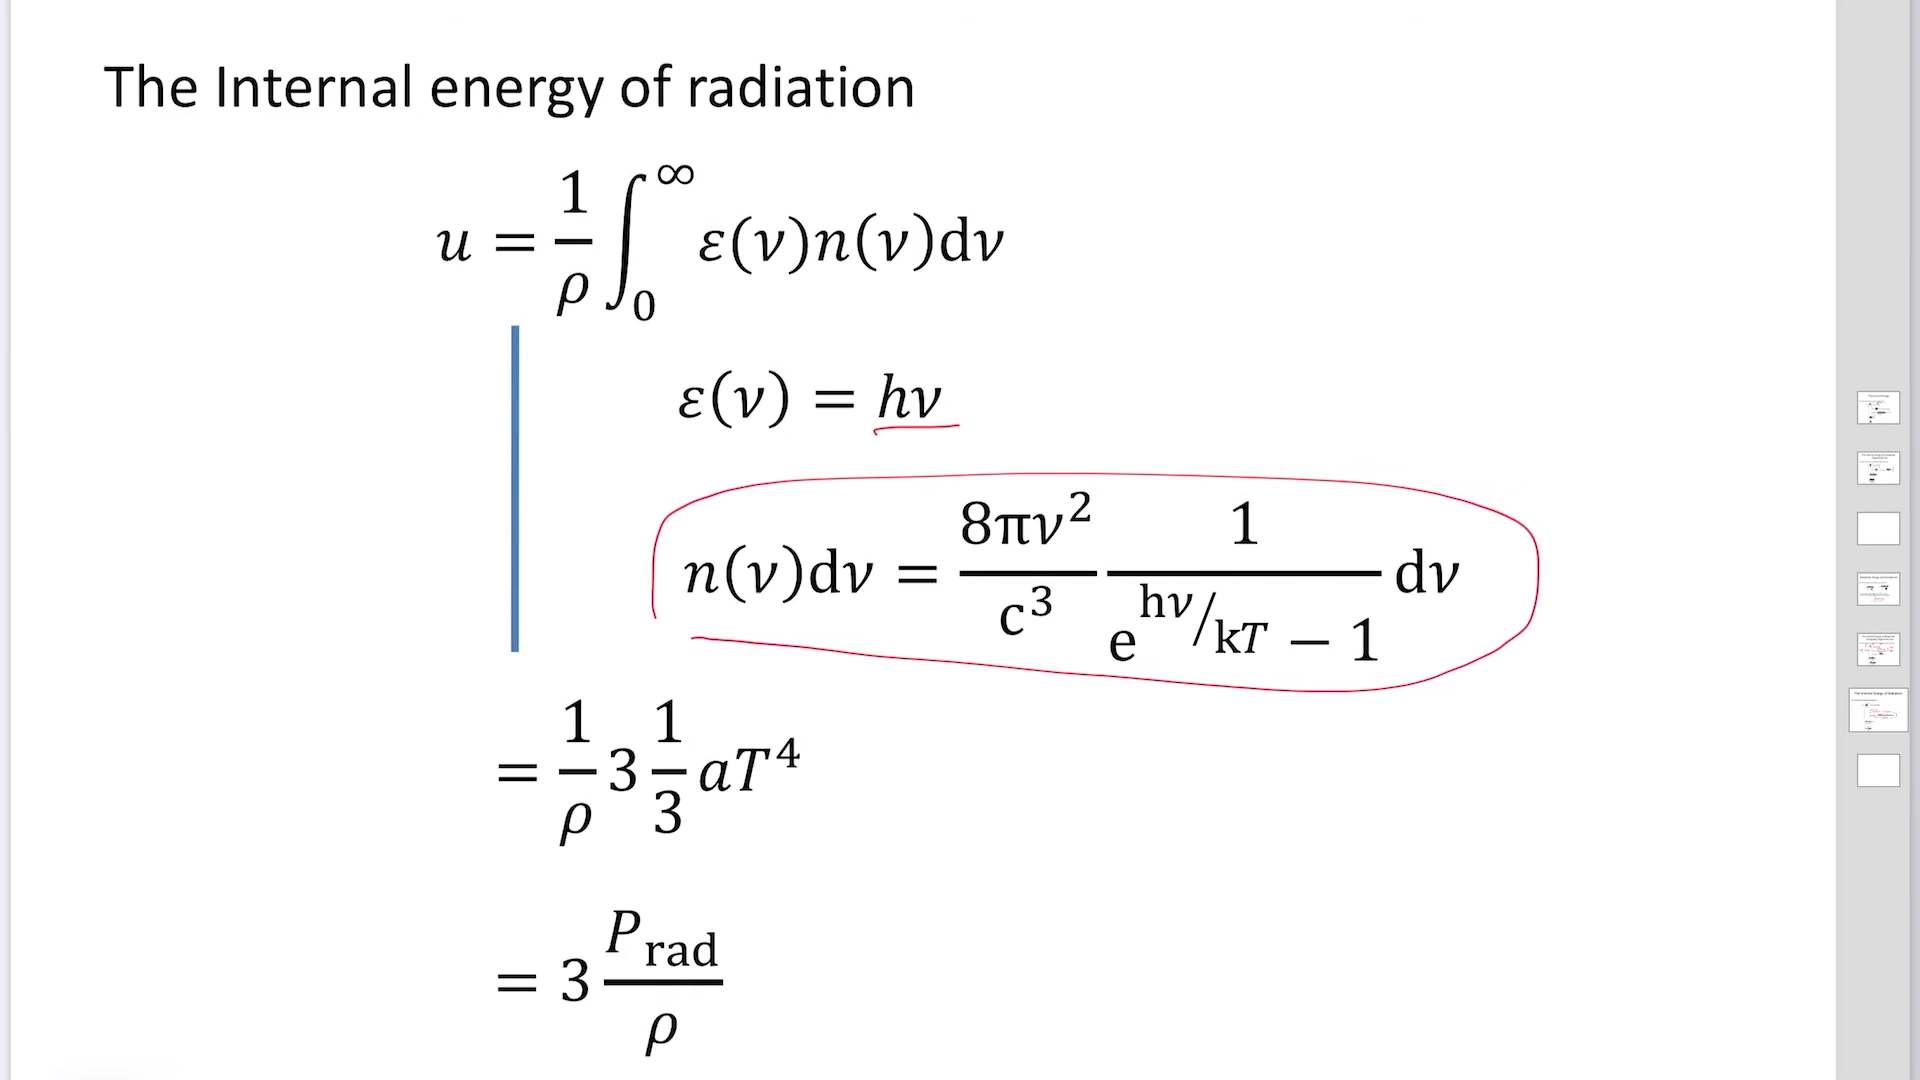 The Internal energy of radiation
u = 1/ρ ∫₀^∞ ε(ν)n(ν)dν
ε(ν) = hν
n(ν)dν = 8πν²/c³ 1/(e^(hν/kT) − 1) dν
= 1/ρ 3 1/3 aT⁴
= 3 P_rad/ρ